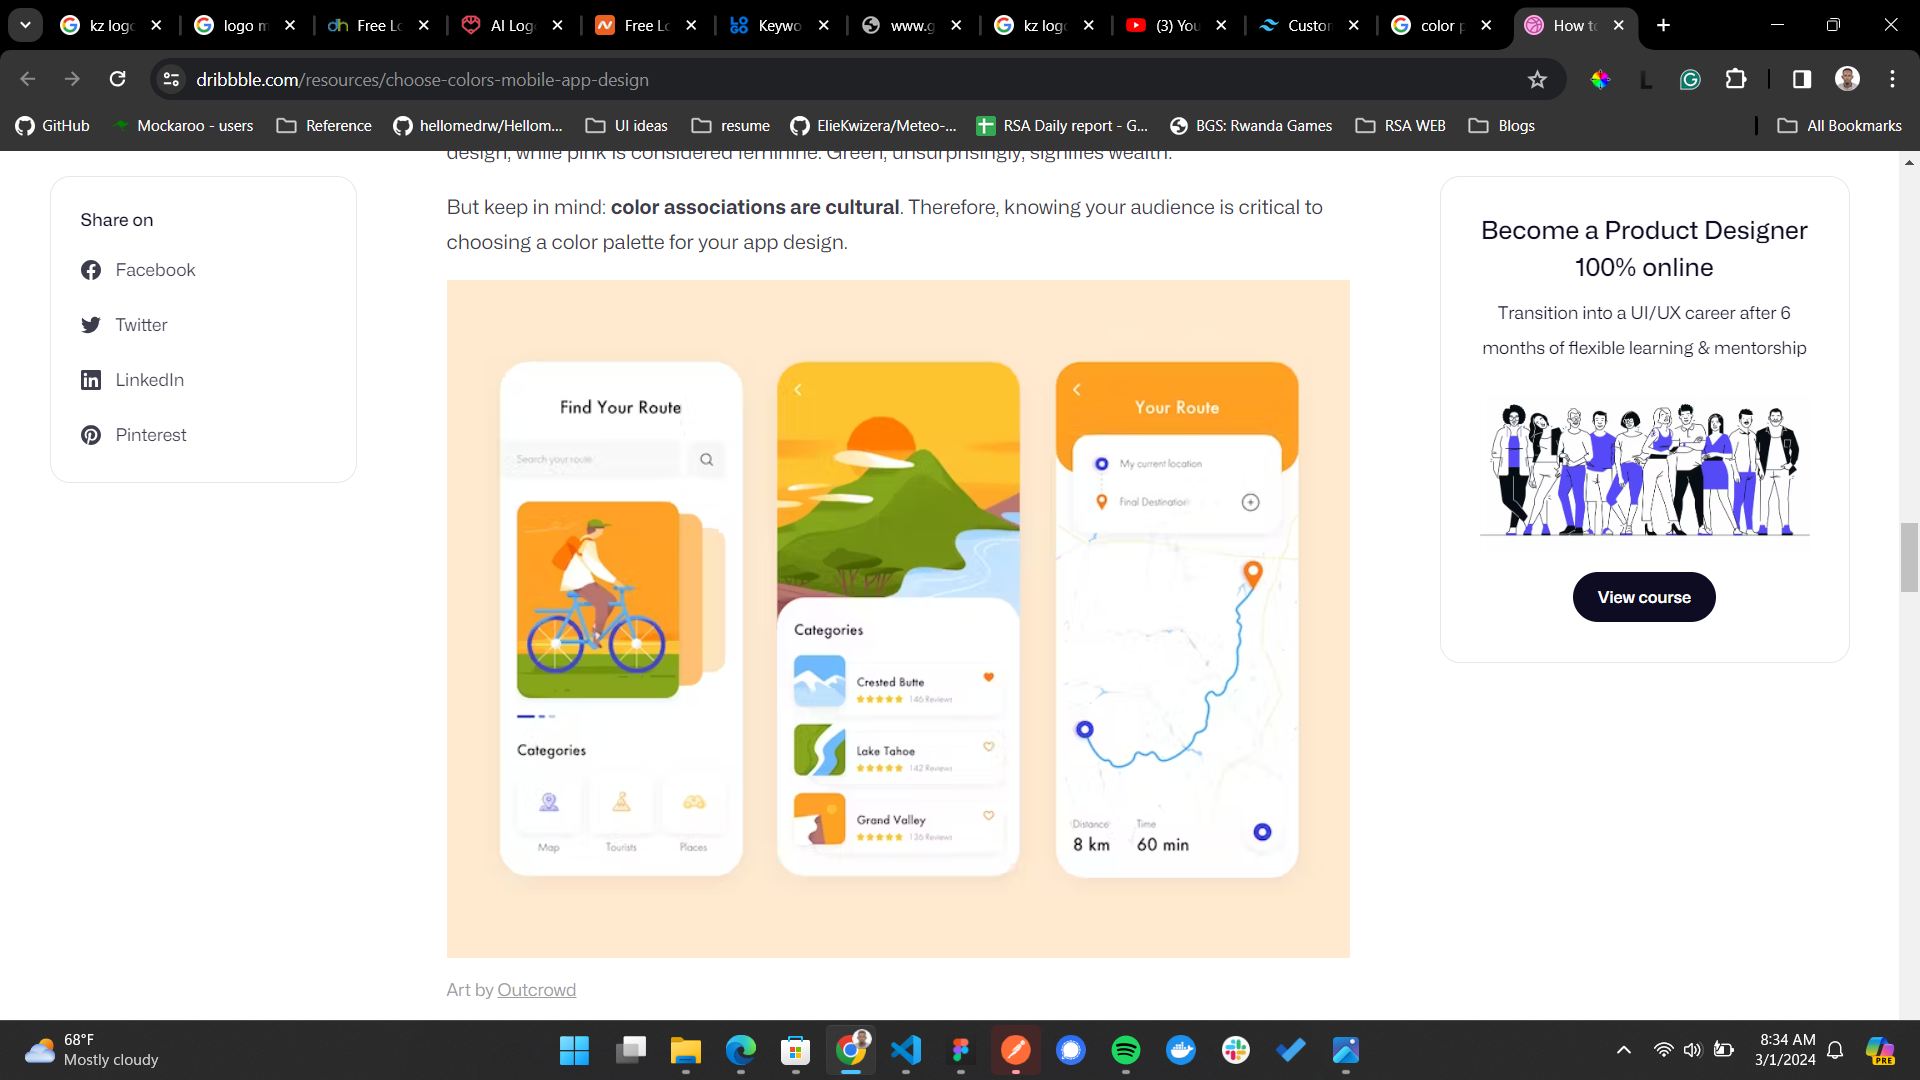 kz logo
logo m
Free Lo
AI Logo
Free Lo
Keywo
www.g
kz logo
(3) You
Custon
color p
How to
dribbble.com/resources/choose-colors-mobile-app-design
GitHub
Mockaroo - users
Reference
hellomedrw/Hellom...
UI ideas
resume
ElieKwizera/Meteo-...
RSA Daily report - G...
BGS: Rwanda Games
RSA WEB
Blogs
All Bookmarks
design, while pink is considered feminine. Green, unsurprisingly, signifies wealth.
But keep in mind: color associations are cultural. Therefore, knowing your audience is critical to
choosing a color palette for your app design.
Share on
Facebook
Twitter
LinkedIn
Pinterest
Find Your Route
Search your route
Categories
Map
Tourists
Places
Categories
Crested Butte
146 Reviews
Lake Tahoe
142 Reviews
Grand Valley
136 Reviews
Your Route
My current location
Final Destination
Distance
Time
8 km
60 min
Art by Outcrowd
Become a Product Designer
100% online
Transition into a UI/UX career after 6
months of flexible learning & mentorship
View course
68°F
Mostly cloudy
8:34 AM
3/1/2024
PRE